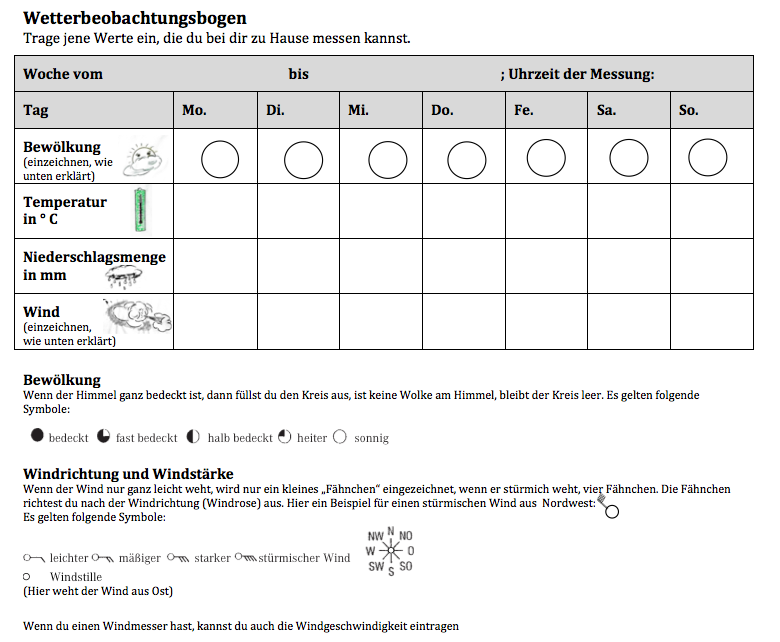 Wetterbeobachtungsbogen
Trage jene Werte ein, die du bei dir zu Hause messen kannst.
Woche vom bis ; Uhrzeit der Messung:
Tag Mo. Di. Mi. Do. Fe. Sa. So.
Bewölkung
(einzeichnen, wie
unten erklärt)
Temperatur
in ° C
Niederschlagsmenge
in mm
Wind
(einzeichnen,
wie unten erklärt)
Bewölkung
Wenn der Himmel ganz bedeckt ist, dann füllst du den Kreis aus, ist keine Wolke am Himmel, bleibt der Kreis leer. Es gelten folgende
Symbole:
bedeckt fast bedeckt halb bedeckt heiter sonnig
Windrichtung und Windstärke
Wenn der Wind nur ganz leicht weht, wird nur ein kleines „Fähnchen“ eingezeichnet, wenn er stürmich weht, vier Fähnchen. Die Fähnchen
richtest du nach der Windrichtung (Windrose) aus. Hier ein Beispiel für einen stürmischen Wind aus Nordwest:
Es gelten folgende Symbole:
NW N NO
W O
SW S SO
leichter mäßiger starker stürmischer Wind
Windstille
(Hier weht der Wind aus Ost)
Wenn du einen Windmesser hast, kannst du auch die Windgeschwindigkeit eintragen